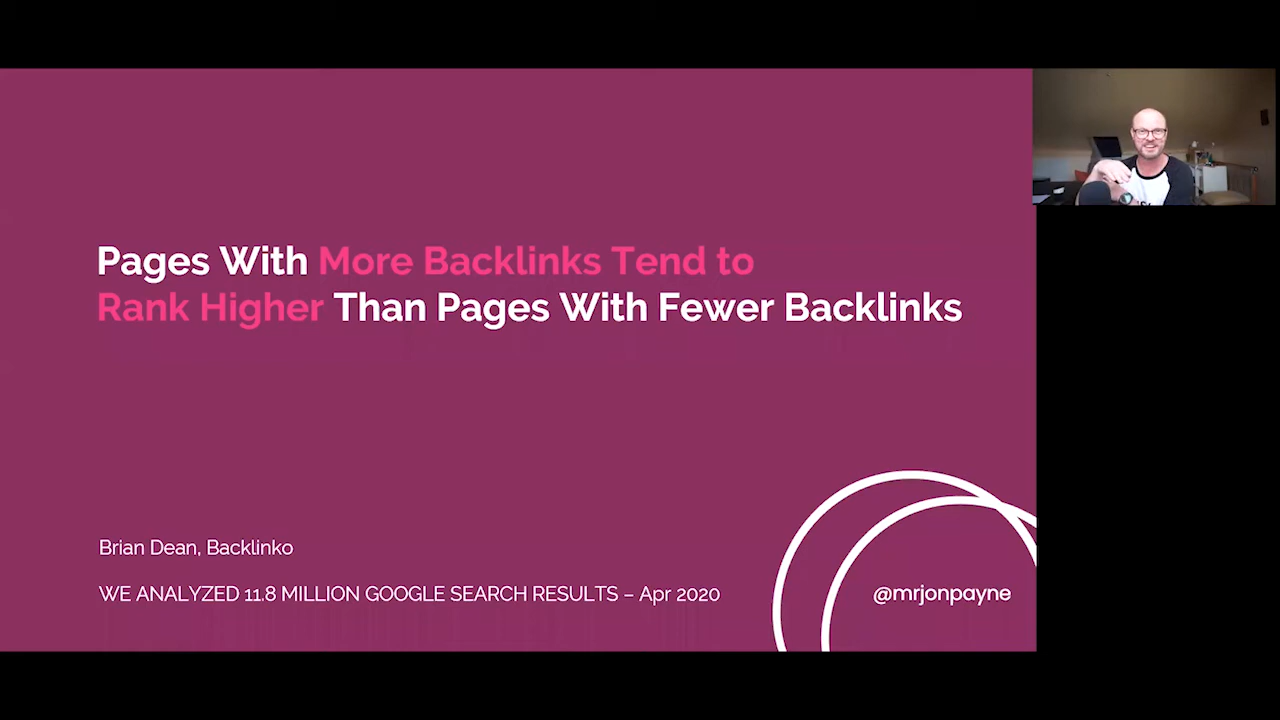 Pages With More Backlinks Tend to
Rank Higher Than Pages With Fewer Backlinks
Brian Dean, Backlinko
WE ANALYZED 11.8 MILLION GOOGLE SEARCH RESULTS – Apr 2020
@mrjonpayne